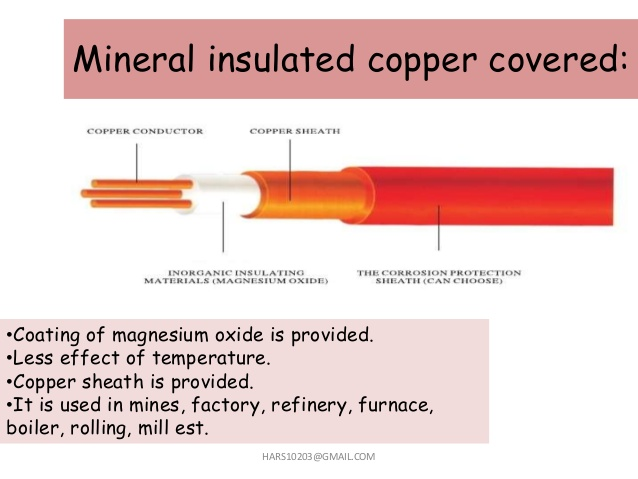 Mineral insulated copper covered:
COPPER CONDUCTOR
COPPER SHEATH
INORGANIC INSULATING
MATERIALS (MAGNESIUM OXIDE)
THE CORROSION PROTECTION
SHEATH (CAN CHOOSE)
•Coating of magnesium oxide is provided.
•Less effect of temperature.
•Copper sheath is provided.
•It is used in mines, factory, refinery, furnace,
boiler, rolling, mill est.
HARS10203@GMAIL.COM